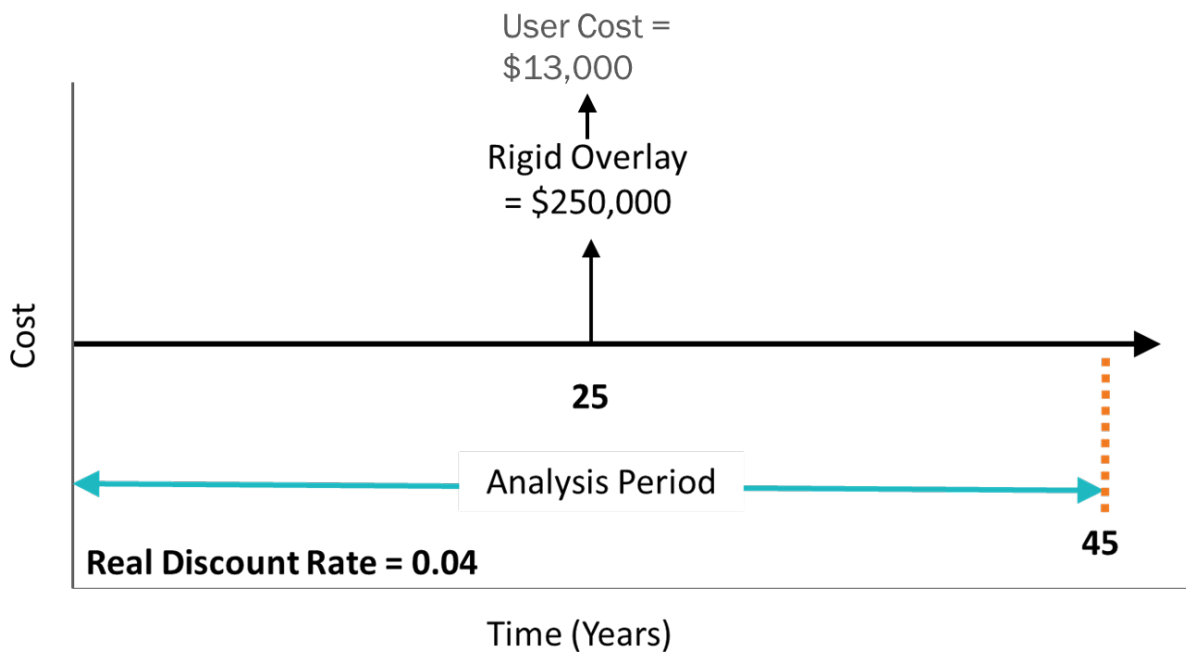 User Cost =
$13,000
Rigid Overlay
= $250,000
Cost
25
Analysis Period
45
Real Discount Rate = 0.04
Time (Years)